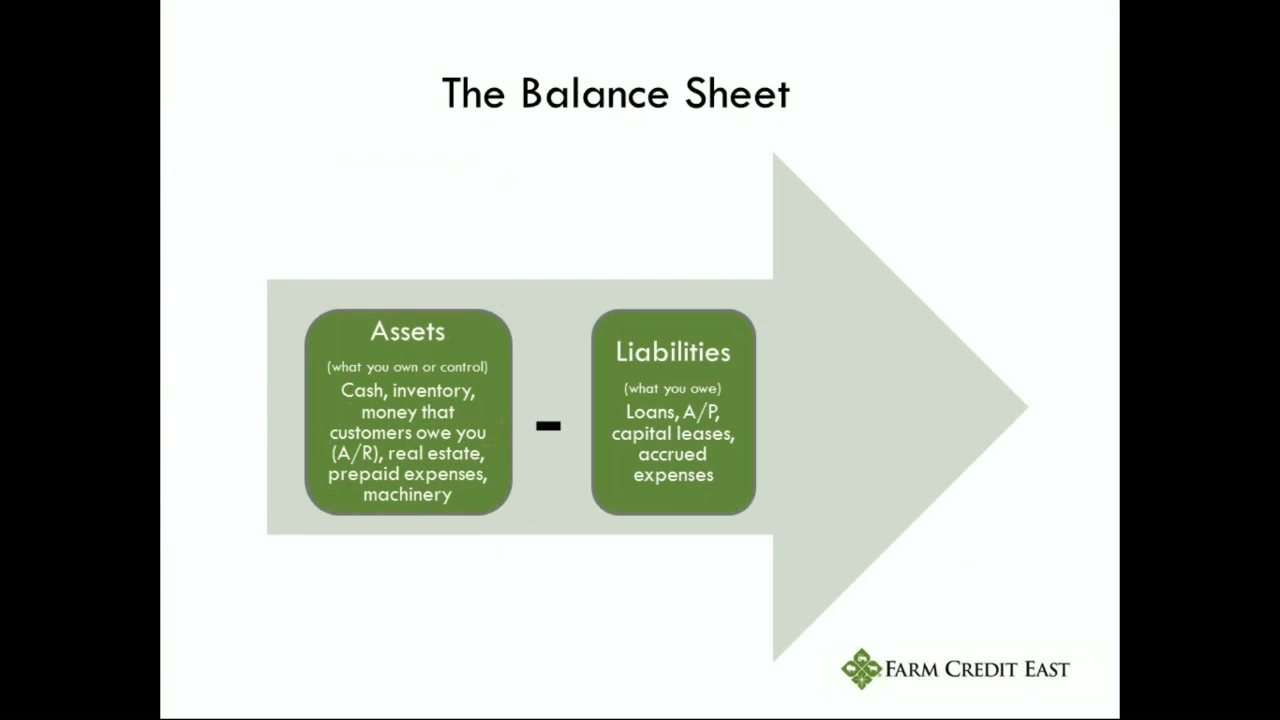 The Balance Sheet
Assets
(what you own or control)
Cash, inventory,
money that
customers owe you
(A/R), real estate,
prepaid expenses,
machinery
-
Liabilities
(what you owe)
Loans, A/P,
capital leases,
accrued
expenses
FARM CREDIT EAST